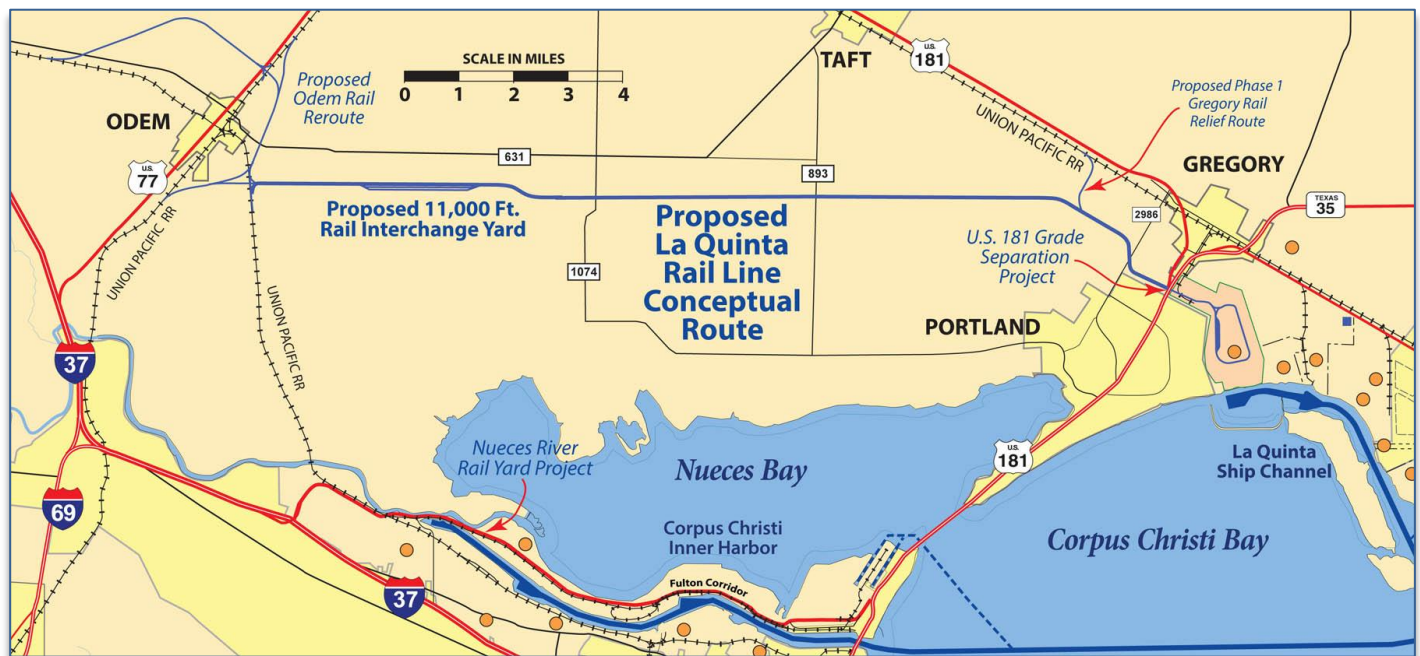 TAFT
U.S.
181
SCALE IN MILES
0 1 2 3 4
Proposed
Odem Rail
Reroute
ODEM
Proposed Phase 1
Gregory Rail
Relief Route
UNION PACIFIC RR
GREGORY
631
893
U.S.
77
TEXAS
35
2986
Proposed 11,000 Ft.
Rail Interchange Yard
Proposed
La Quinta
Rail Line
Conceptual
Route
UNION PACIFIC RR
U.S. 181 Grade
Separation
Project
1074
UNION PACIFIC RR
PORTLAND
37
Nueces River
Rail Yard Project
Nueces Bay
U.S.
181
La Quinta
Ship Channel
69
Corpus Christi
Inner Harbor
Corpus Christi Bay
Fulton Corridor
37